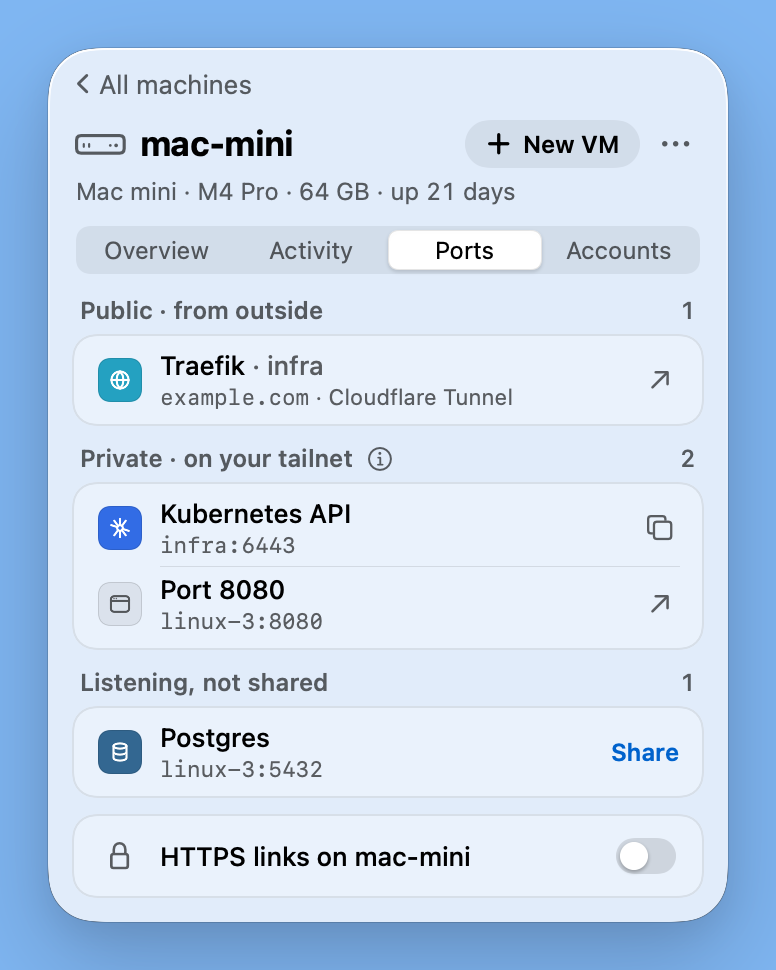 All machines
mac-mini
New VM
Mac mini · M4 Pro · 64 GB · up 21 days
Overview Activity Ports Accounts
Public · from outside 1
Traefik · infra
example.com · Cloudflare Tunnel
Private · on your tailnet 2
Kubernetes API
infra:6443
Port 8080
linux-3:8080
Listening, not shared 1
Postgres
linux-3:5432
Share
HTTPS links on mac-mini